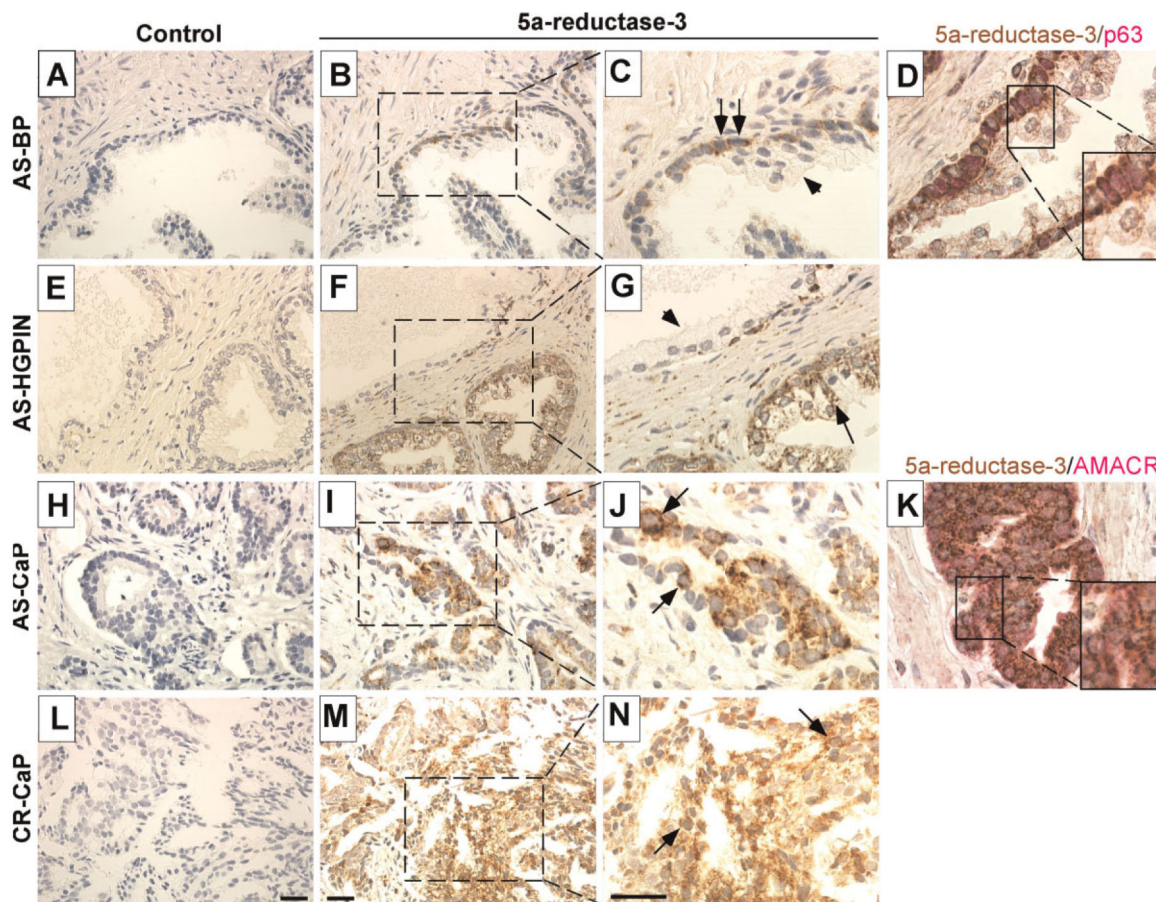 Control
5a-reductase-3
5a-reductase-3/p63
AS-BP
A
B
C
D
AS-HGPIN
E
F
G
5a-reductase-3/AMACR
AS-CaP
H
I
J
K
CR-CaP
L
M
N